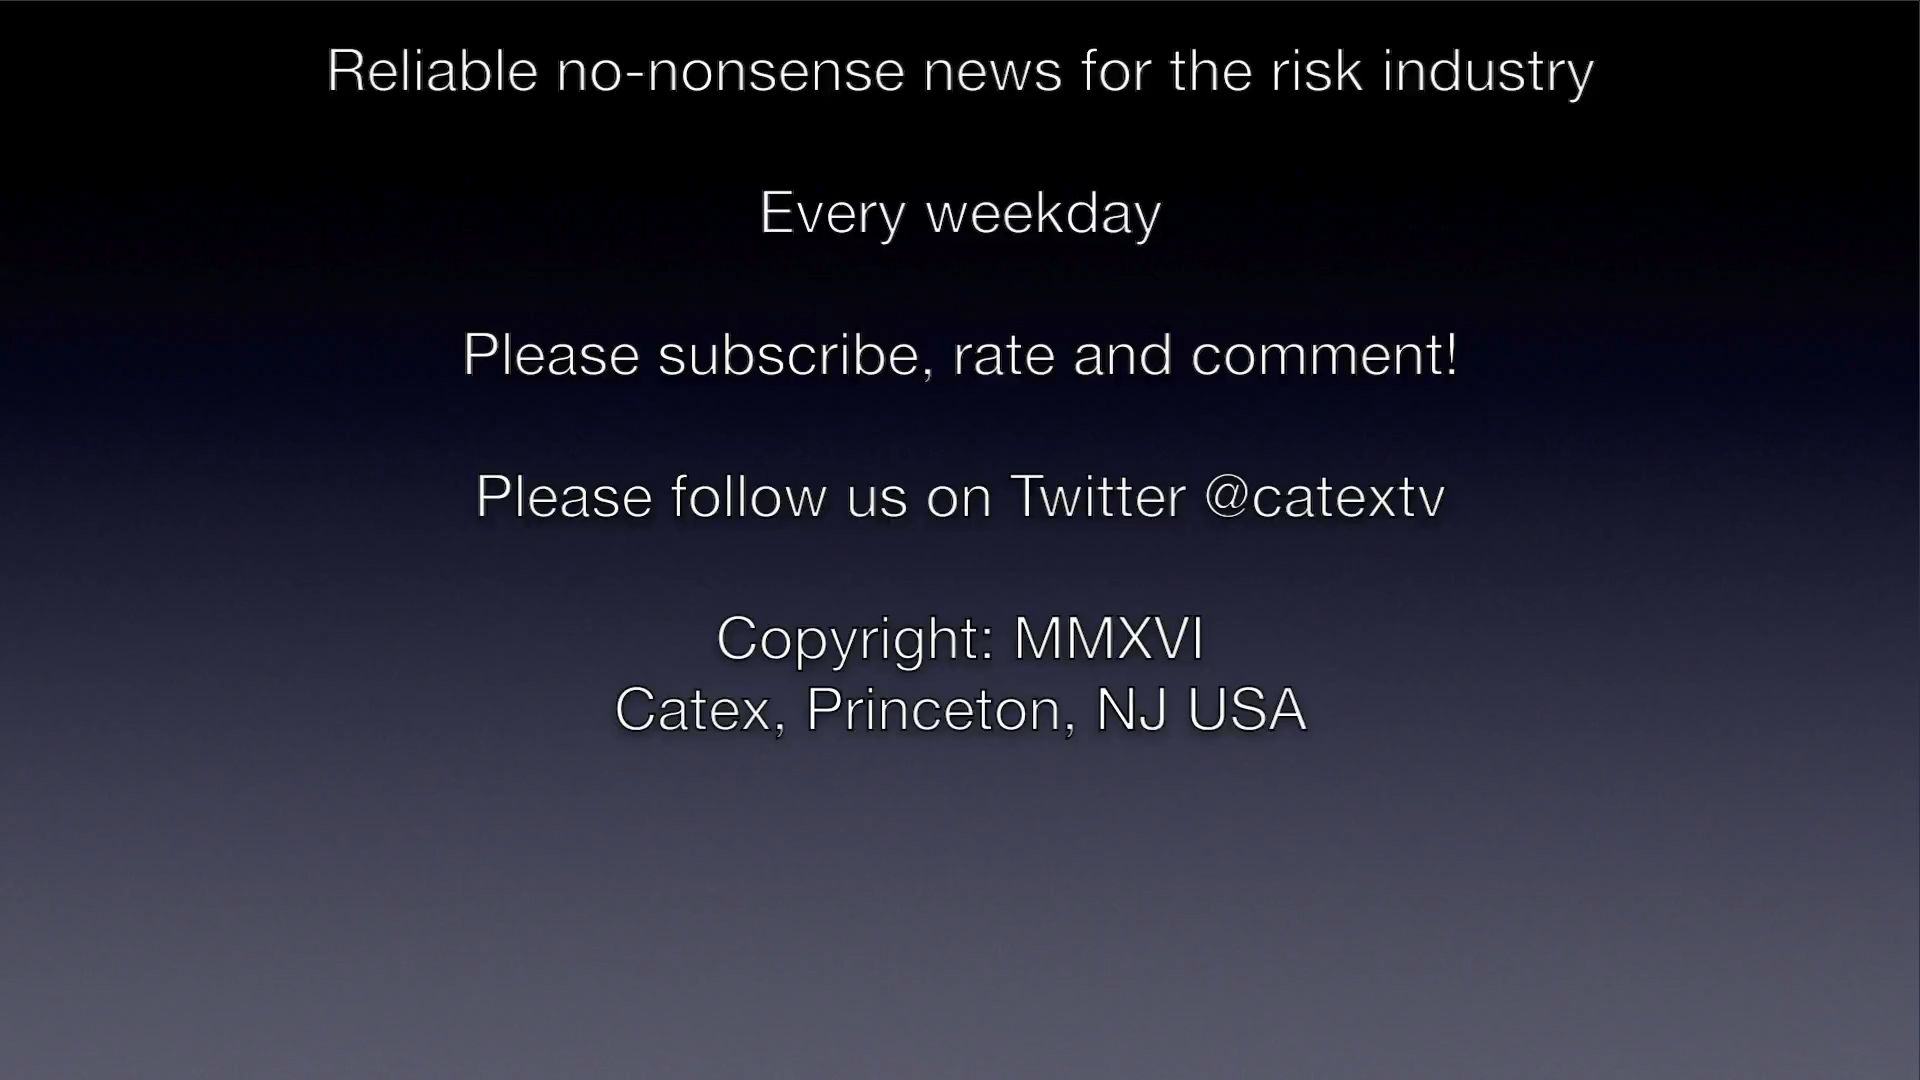 Reliable no-nonsense news for the risk industry
Every weekday
Please subscribe, rate and comment!
Please follow us on Twitter @catextv
Copyright: MMXVI
Catex, Princeton, NJ USA